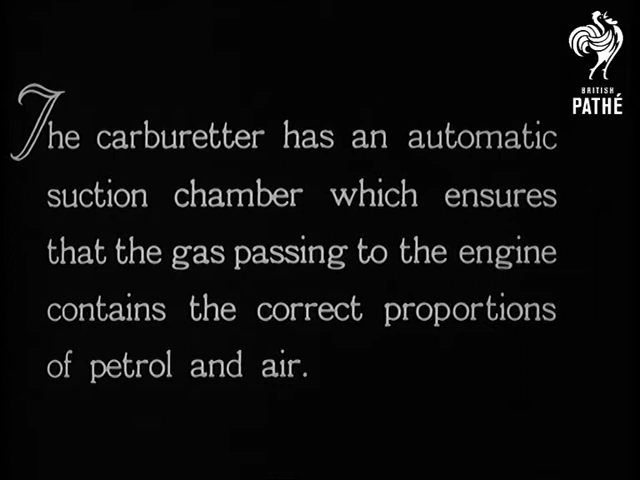 BRITISH
PATHÉ
The carburetter has an automatic
suction chamber which ensures
that the gas passing to the engine
contains the correct proportions
of petrol and air.